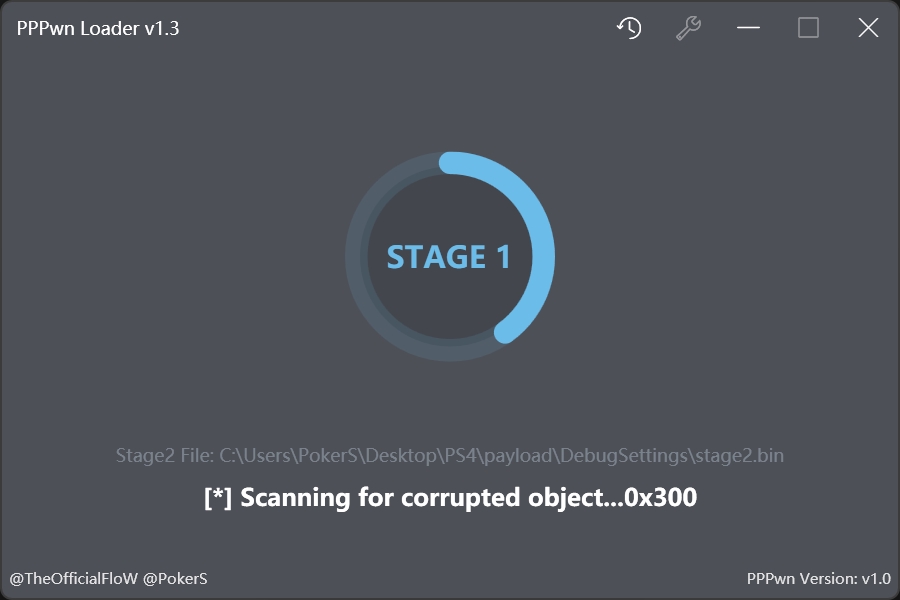 PPPwn Loader v1.3
STAGE 1
Stage2 File: C:\Users\PokerS\Desktop\PS4\payload\DebugSettings\stage2.bin
[*] Scanning for corrupted object...0x300
@TheOfficialFloW @PokerS
PPPwn Version: v1.0